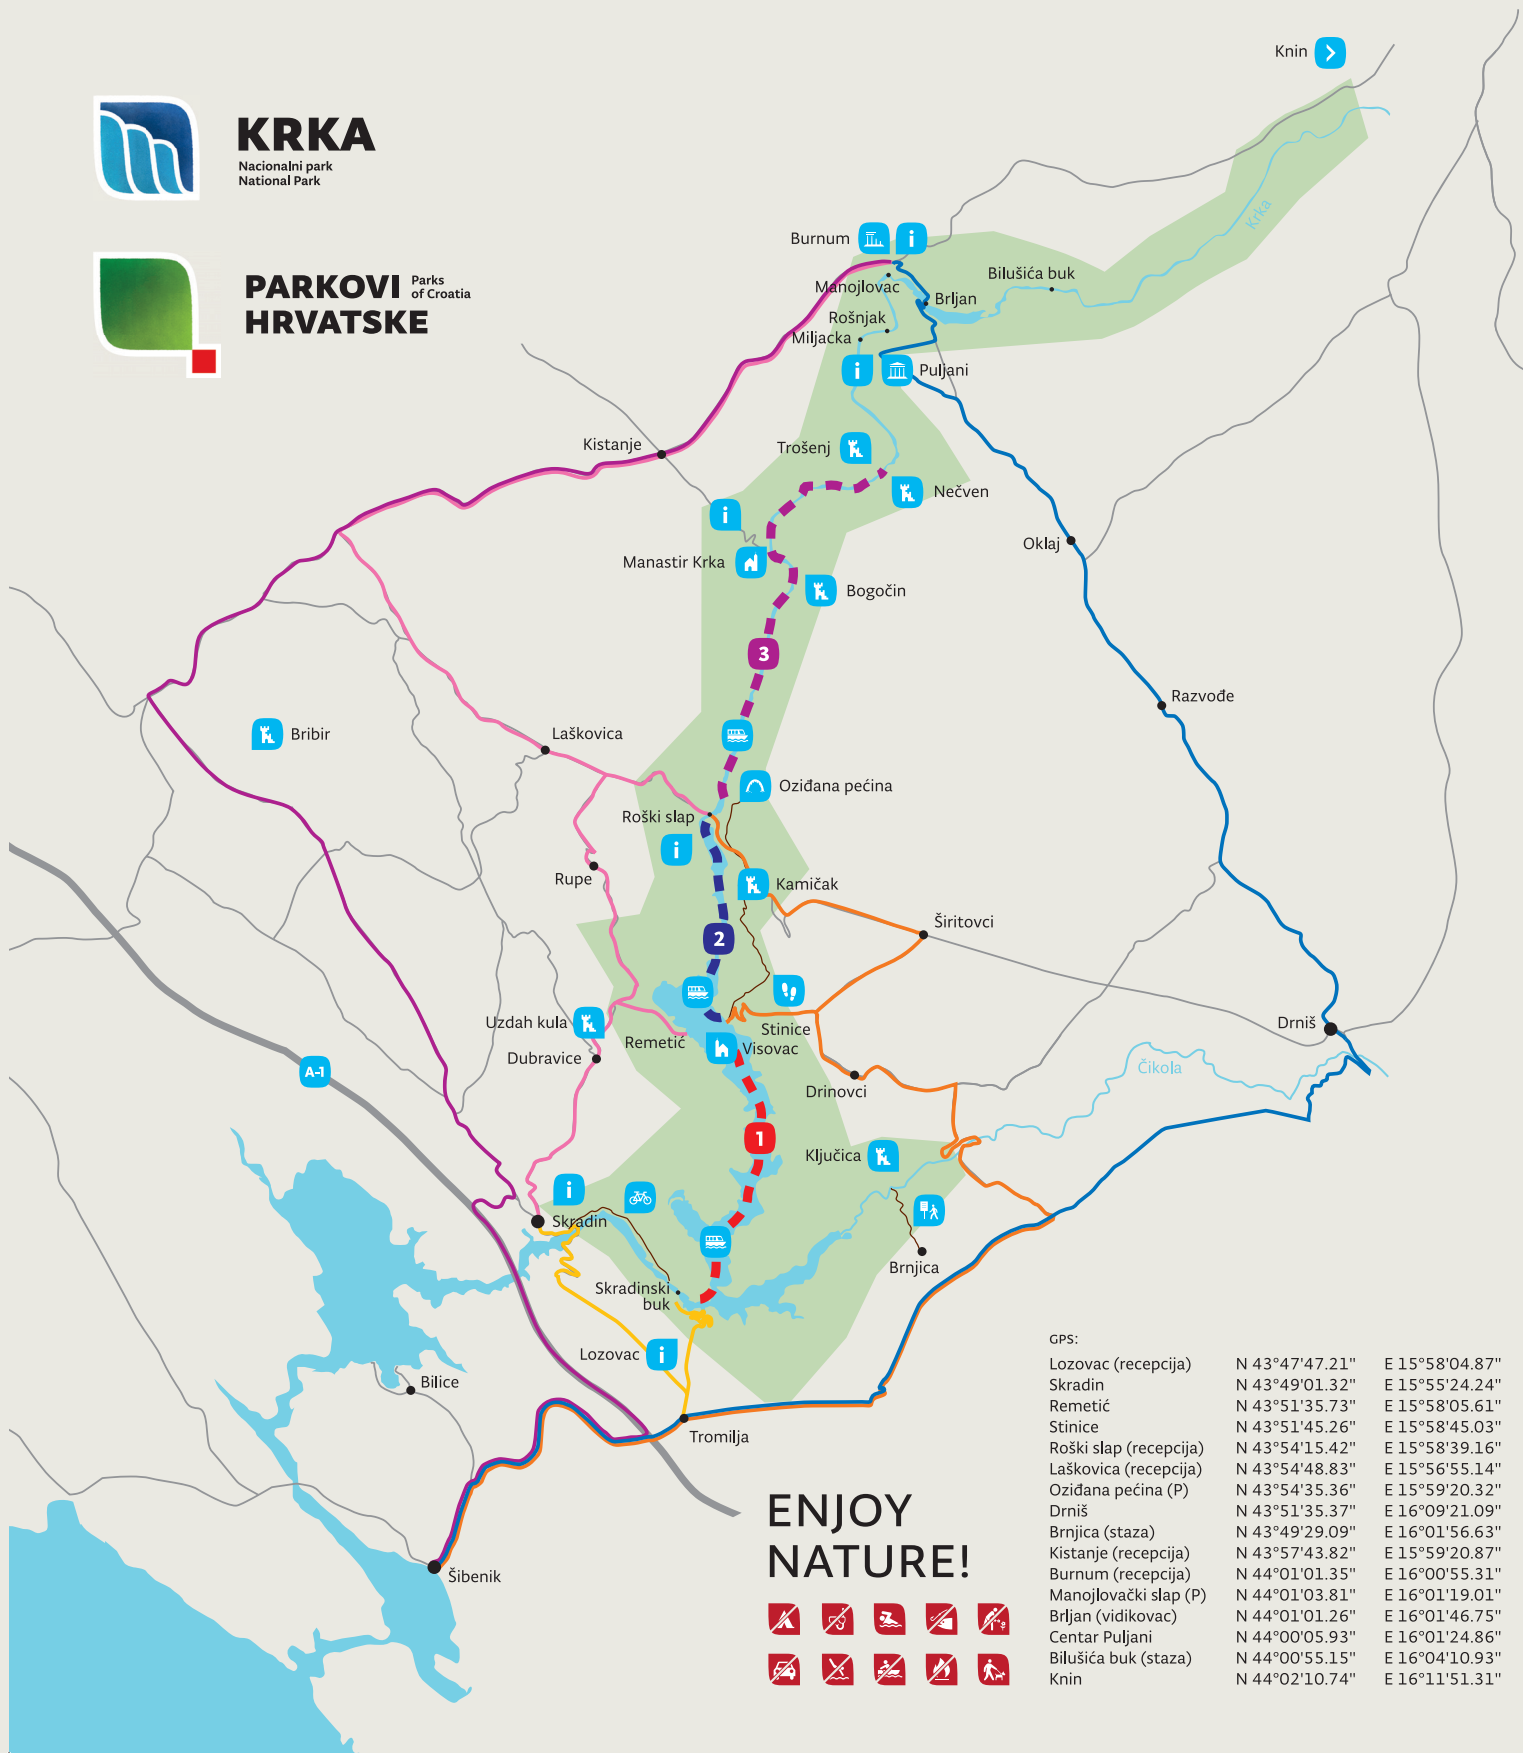 Knin
KRKA
Nacionalni park
National Park
PARKOVI
HRVATSKE
Parks
of Croatia
Krka
Burnum
i
Manojlovac
Bilušića buk
Brljan
Rošnjak
Miljacka
i
Puljani
Kistanje
Trošenj
Nečven
i
Oklaj
Manastir Krka
Bogočin
3
Razvođe
Bribir
Laškovica
Oziđana pećina
Roški slap
i
Rupe
Kamičak
Širitovci
2
Uzdah kula
Stinice
Drniš
Remetić
Visovac
Dubravice
A-1
Čikola
Drinovci
1
Ključica
i
Skradin
Brnjica
Skradinski
buk
Lozovac
i
Bilice
Tromilja
Šibenik
ENJOY
NATURE!
GPS:
Lozovac (recepcija) N 43°47'47.21" E 15°58'04.87"
Skradin N 43°49'01.32" E 15°55'24.24"
Remetić N 43°51'35.73" E 15°58'05.61"
Stinice N 43°51'45.26" E 15°58'45.03"
Roški slap (recepcija) N 43°54'15.42" E 15°58'39.16"
Laškovica (recepcija) N 43°54'48.83" E 15°56'55.14"
Oziđana pećina (P) N 43°54'35.36" E 15°59'20.32"
Drniš N 43°51'35.37" E 16°09'21.09"
Brnjica (staza) N 43°49'29.09" E 16°01'56.63"
Kistanje (recepcija) N 43°57'43.82" E 15°59'20.87"
Burnum (recepcija) N 44°01'01.35" E 16°00'55.31"
Manojlovački slap (P) N 44°01'03.81" E 16°01'19.01"
Brljan (vidikovac) N 44°01'01.26" E 16°01'46.75"
Centar Puljani N 44°00'05.93" E 16°01'24.86"
Bilušića buk (staza) N 44°00'55.15" E 16°04'10.93"
Knin N 44°02'10.74" E 16°11'51.31"